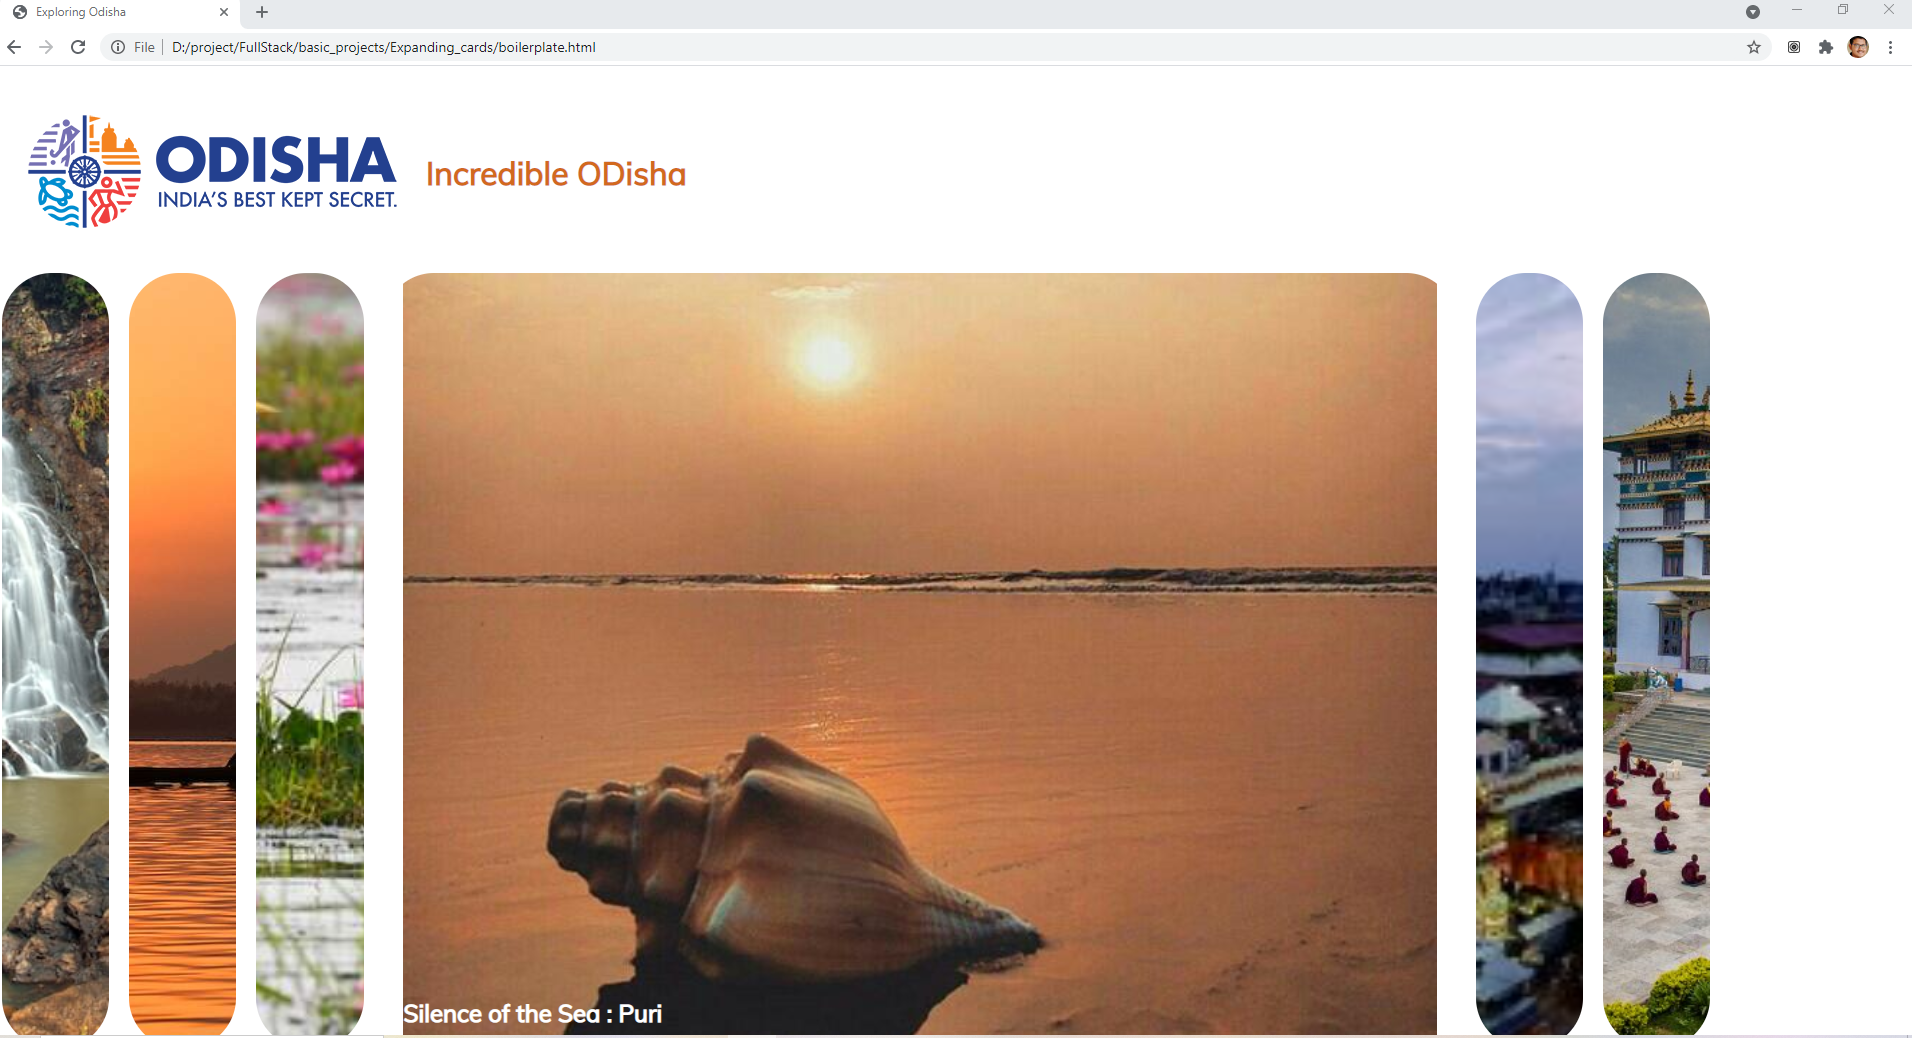 Exploring Odisha
File
D:/project/FullStack/basic_projects/Expanding_cards/boilerplate.html
ODISHA
INDIA'S BEST KEPT SECRET.
Incredible ODisha
Silence of the Sea : Puri